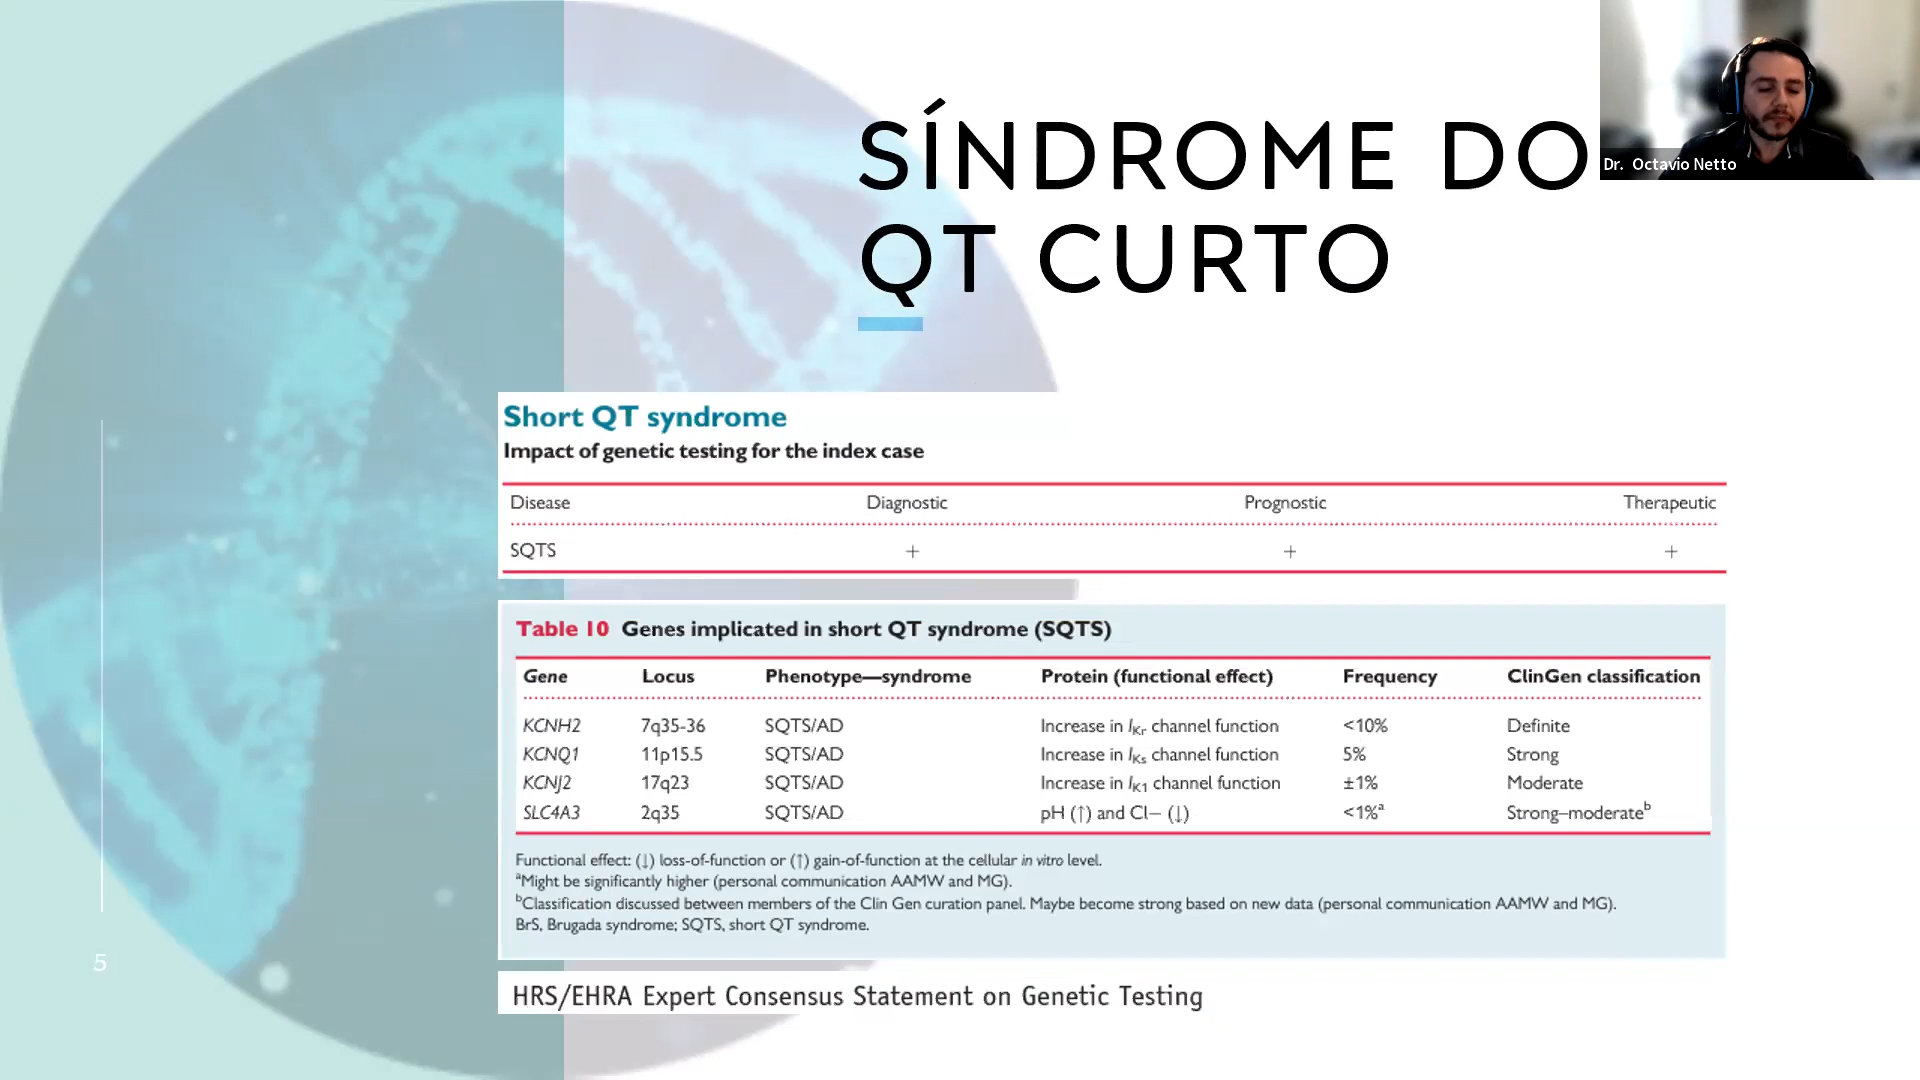 SÍNDROME DO
QT CURTO
Dr. Octavio Netto
Short QT syndrome
Impact of genetic testing for the index case
Disease Diagnostic Prognostic Therapeutic
SQTS + + +
Table 10 Genes implicated in short QT syndrome (SQTS)
Gene Locus Phenotype—syndrome Protein (functional effect) Frequency ClinGen classification
KCNH2 7q35-36 SQTS/AD Increase in IKr channel function <10% Definite
KCNQ1 11p15.5 SQTS/AD Increase in IKs channel function 5% Strong
KCNJ2 17q23 SQTS/AD Increase in IK1 channel function ±1% Moderate
SLC4A3 2q35 SQTS/AD pH (↑) and Cl− (↓) <1%a Strong–moderateb
Functional effect: (↓) loss-of-function or (↑) gain-of-function at the cellular in vitro level.
aMight be significantly higher (personal communication AAMW and MG).
bClassification discussed between members of the Clin Gen curation panel. Maybe become strong based on new data (personal communication AAMW and MG).
BrS, Brugada syndrome; SQTS, short QT syndrome.
5
HRS/EHRA Expert Consensus Statement on Genetic Testing